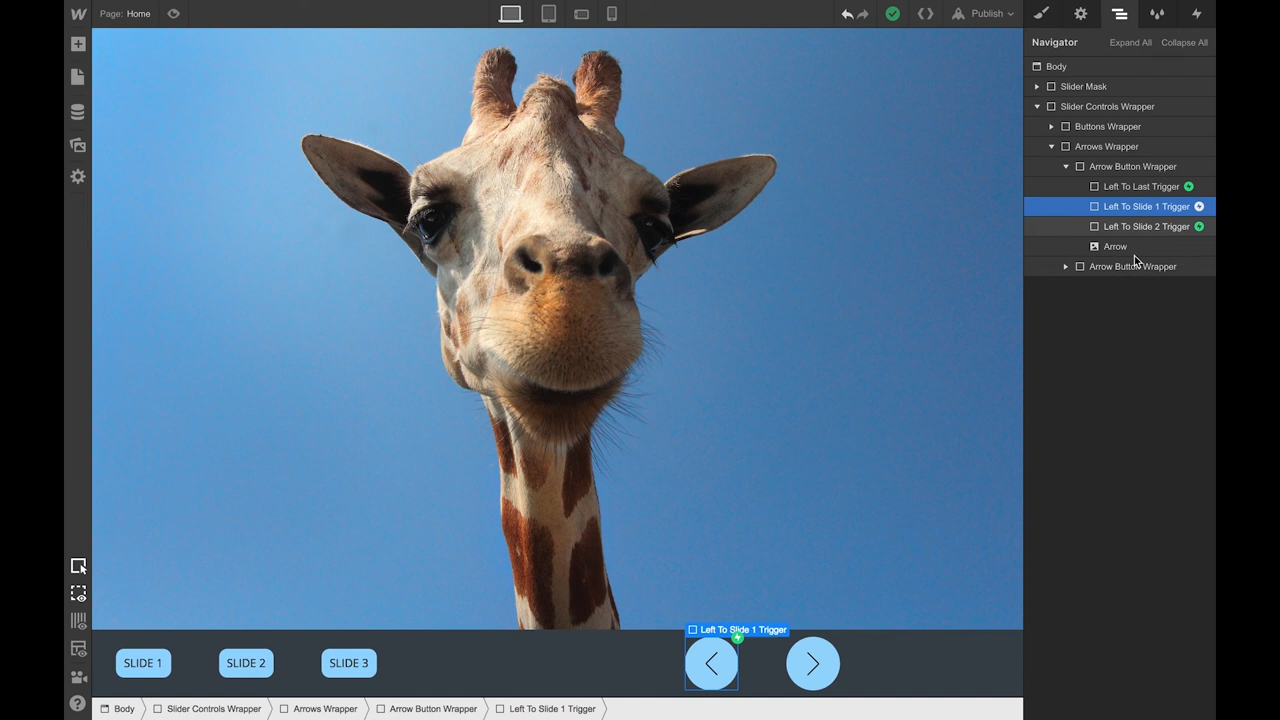 Page: Home
Publish
Navigator
Expand All
Collapse All
Body
Slider Mask
Slider Controls Wrapper
Buttons Wrapper
Arrows Wrapper
Arrow Button Wrapper
Left To Last Trigger
Left To Slide 1 Trigger
Left To Slide 2 Trigger
Arrow
Arrow Button Wrapper
Left To Slide 1 Trigger
SLIDE 1
SLIDE 2
SLIDE 3
Body
Slider Controls Wrapper
Arrows Wrapper
Arrow Button Wrapper
Left To Slide 1 Trigger